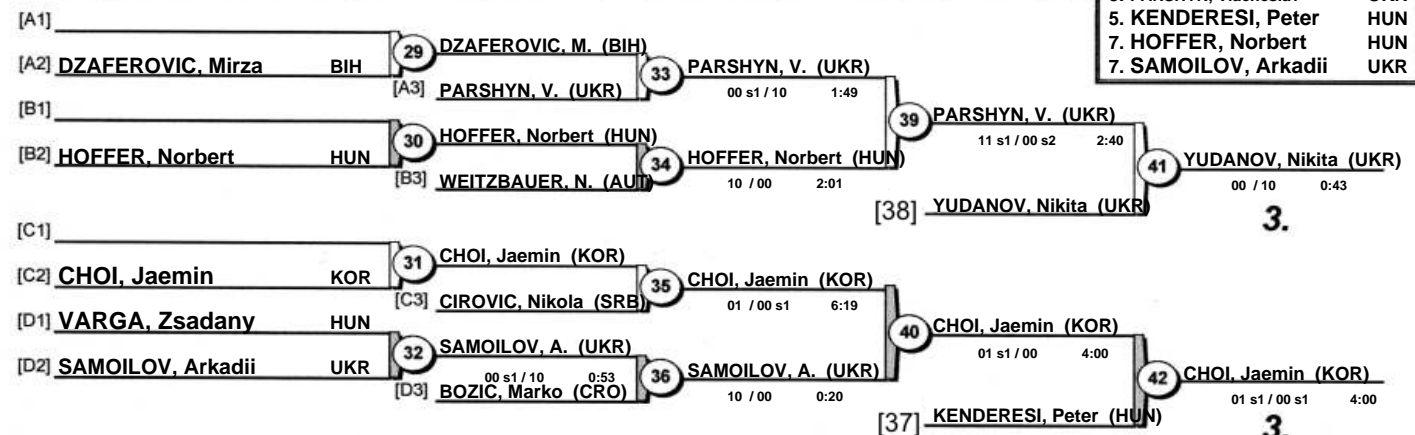 5. KENDERESI, Peter HUN
7. HOFFER, Norbert HUN
7. SAMOILOV, Arkadii UKR
[A1]
[A2] DZAFEROVIC, Mirza BIH
29 DZAFEROVIC, M. (BIH)
[A3] PARSHYN, V. (UKR)
33 PARSHYN, V. (UKR)
00 s1 / 10 1:49
[B1]
[B2] HOFFER, Norbert HUN
30 HOFFER, Norbert (HUN)
[B3] WEITZBAUER, N. (AUT)
34 HOFFER, Norbert (HUN)
10 / 00 2:01
39 PARSHYN, V. (UKR)
11 s1 / 00 s2 2:40
[38] YUDANOV, Nikita (UKR)
41 YUDANOV, Nikita (UKR)
00 / 10 0:43
3.
[C1]
[C2] CHOI, Jaemin KOR
31 CHOI, Jaemin (KOR)
[C3] CIROVIC, Nikola (SRB)
35 CHOI, Jaemin (KOR)
01 / 00 s1 6:19
[D1] VARGA, Zsadany HUN
[D2] SAMOILOV, Arkadii UKR
32 SAMOILOV, A. (UKR)
00 s1 / 10 0:53
[D3] BOZIC, Marko (CRO)
36 SAMOILOV, A. (UKR)
10 / 00 0:20
40 CHOI, Jaemin (KOR)
01 s1 / 00 4:00
[37] KENDERESI, Peter (HUN)
42 CHOI, Jaemin (KOR)
01 s1 / 00 s1 4:00
3.